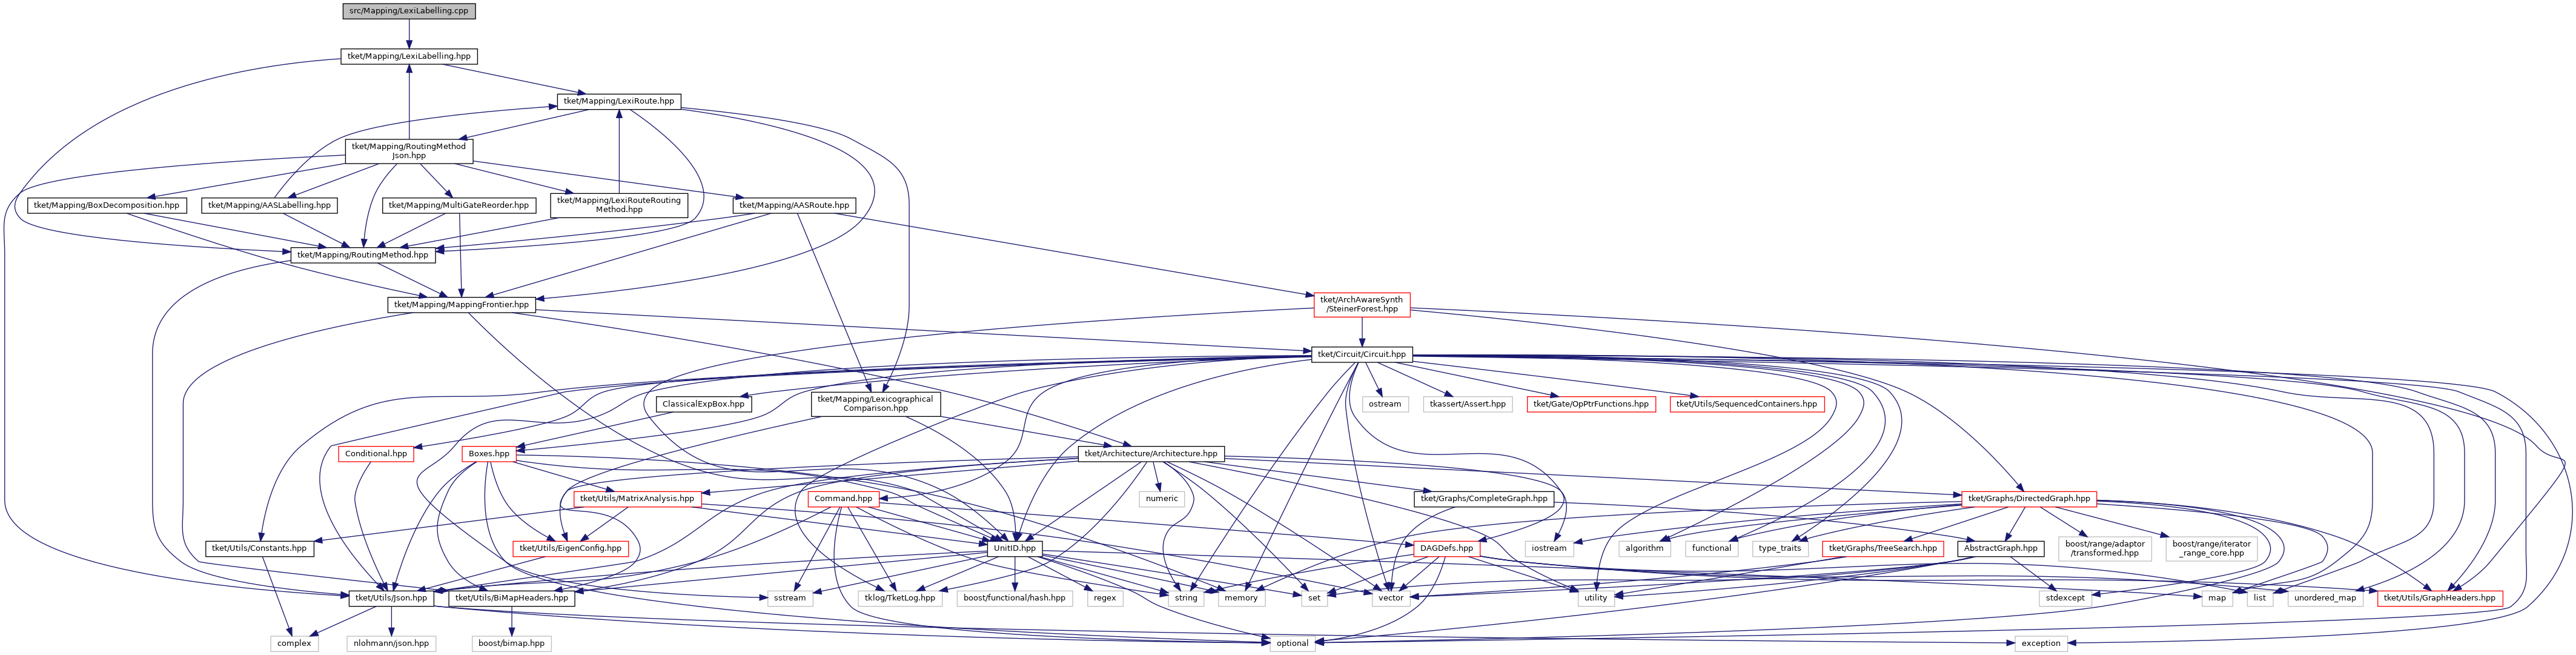 src/Mapping/LexiLabelling.cpp
tket/Mapping/LexiLabelling.hpp
tket/Mapping/LexiRoute.hpp
tket/Mapping/RoutingMethod
Json.hpp
tket/Mapping/BoxDecomposition.hpp
tket/Mapping/AASLabelling.hpp
tket/Mapping/MultiGateReorder.hpp
tket/Mapping/LexiRouteRouting
Method.hpp
tket/Mapping/AASRoute.hpp
tket/Mapping/RoutingMethod.hpp
tket/Mapping/MappingFrontier.hpp
tket/ArchAwareSynth
/SteinerForest.hpp
tket/Circuit/Circuit.hpp
ClassicalExpBox.hpp
tket/Mapping/Lexicographical
Comparison.hpp
ostream
tkassert/Assert.hpp
tket/Gate/OpPtrFunctions.hpp
tket/Utils/SequencedContainers.hpp
Conditional.hpp
Boxes.hpp
tket/Architecture/Architecture.hpp
tket/Utils/MatrixAnalysis.hpp
Command.hpp
numeric
tket/Graphs/CompleteGraph.hpp
tket/Graphs/DirectedGraph.hpp
tket/Utils/Constants.hpp
tket/Utils/EigenConfig.hpp
UnitID.hpp
DAGDefs.hpp
iostream
algorithm
functional
type_traits
tket/Graphs/TreeSearch.hpp
AbstractGraph.hpp
boost/range/adaptor
/transformed.hpp
boost/range/iterator
_range_core.hpp
tket/Utils/Json.hpp
tket/Utils/BiMapHeaders.hpp
sstream
tklog/TketLog.hpp
boost/functional/hash.hpp
regex
string
memory
set
vector
utility
stdexcept
map
list
unordered_map
tket/Utils/GraphHeaders.hpp
complex
nlohmann/json.hpp
boost/bimap.hpp
optional
exception